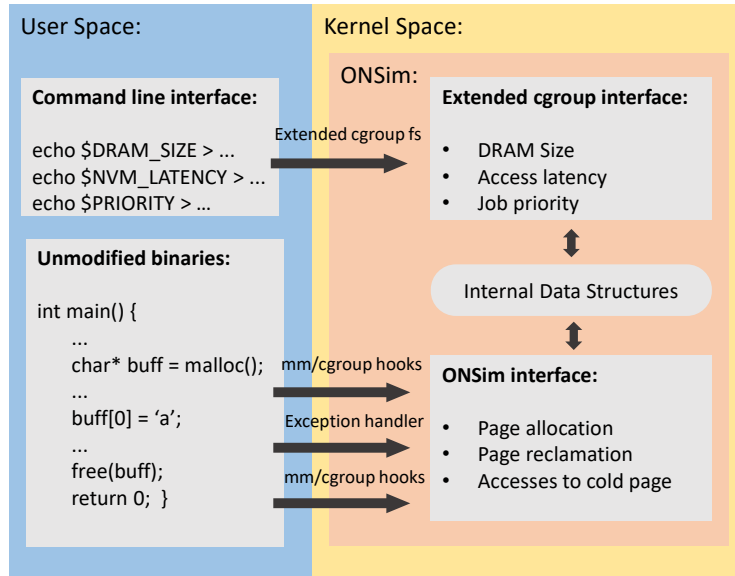 User Space:
Command line interface:
echo $DRAM_SIZE > ...
echo $NVM_LATENCY > ...
echo $PRIORITY > ...
Unmodified binaries:
int main() {
...
char* buff = malloc();
...
buff[0] = ‘a’;
...
free(buff);
return 0; }
Extended cgroup fs
mm/cgroup hooks
Exception handler
mm/cgroup hooks
Kernel Space:
ONSim:
Extended cgroup interface:
• DRAM Size
• Access latency
• Job priority
Internal Data Structures
ONSim interface:
• Page allocation
• Page reclamation
• Accesses to cold page